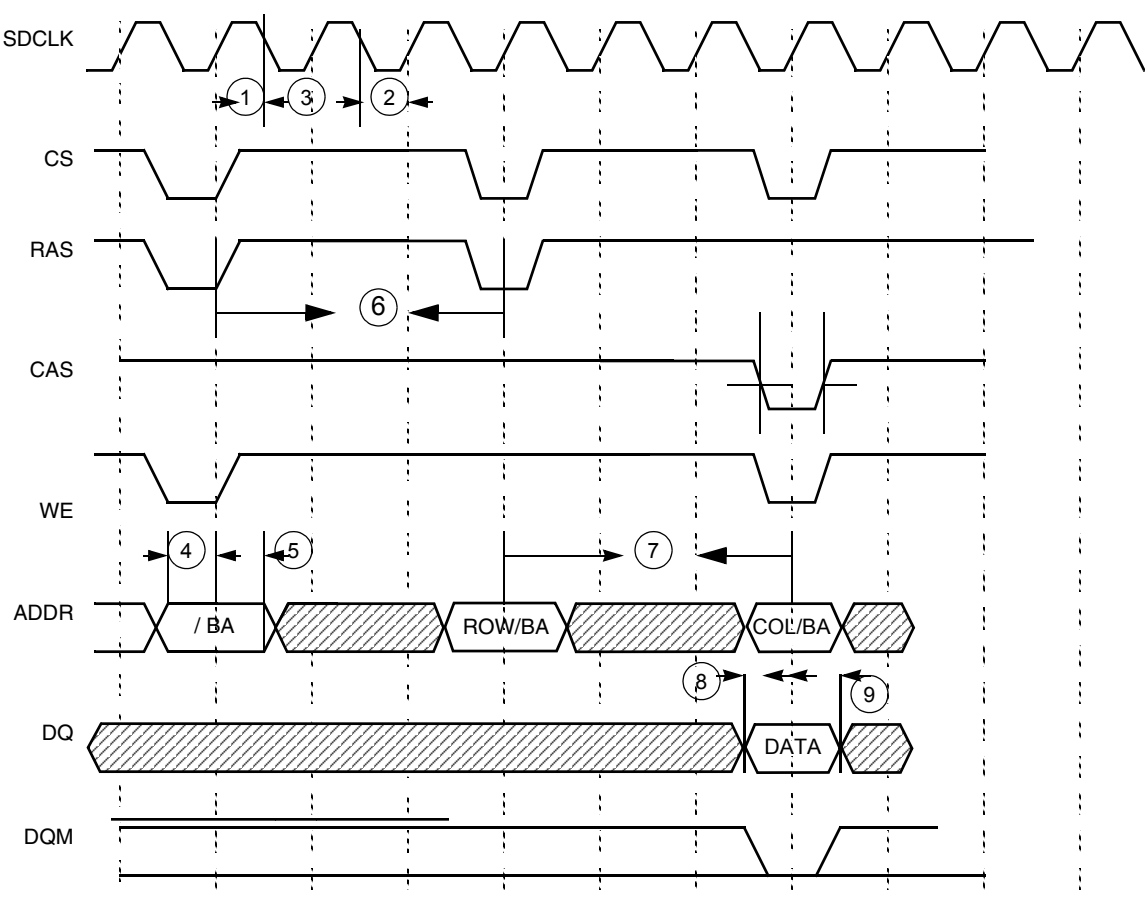 SDCLK
1 3 2
CS
RAS
6
CAS
WE
4 5 7
ADDR / BA ROW/BA COL/BA
8 9
DQ DATA
DQM